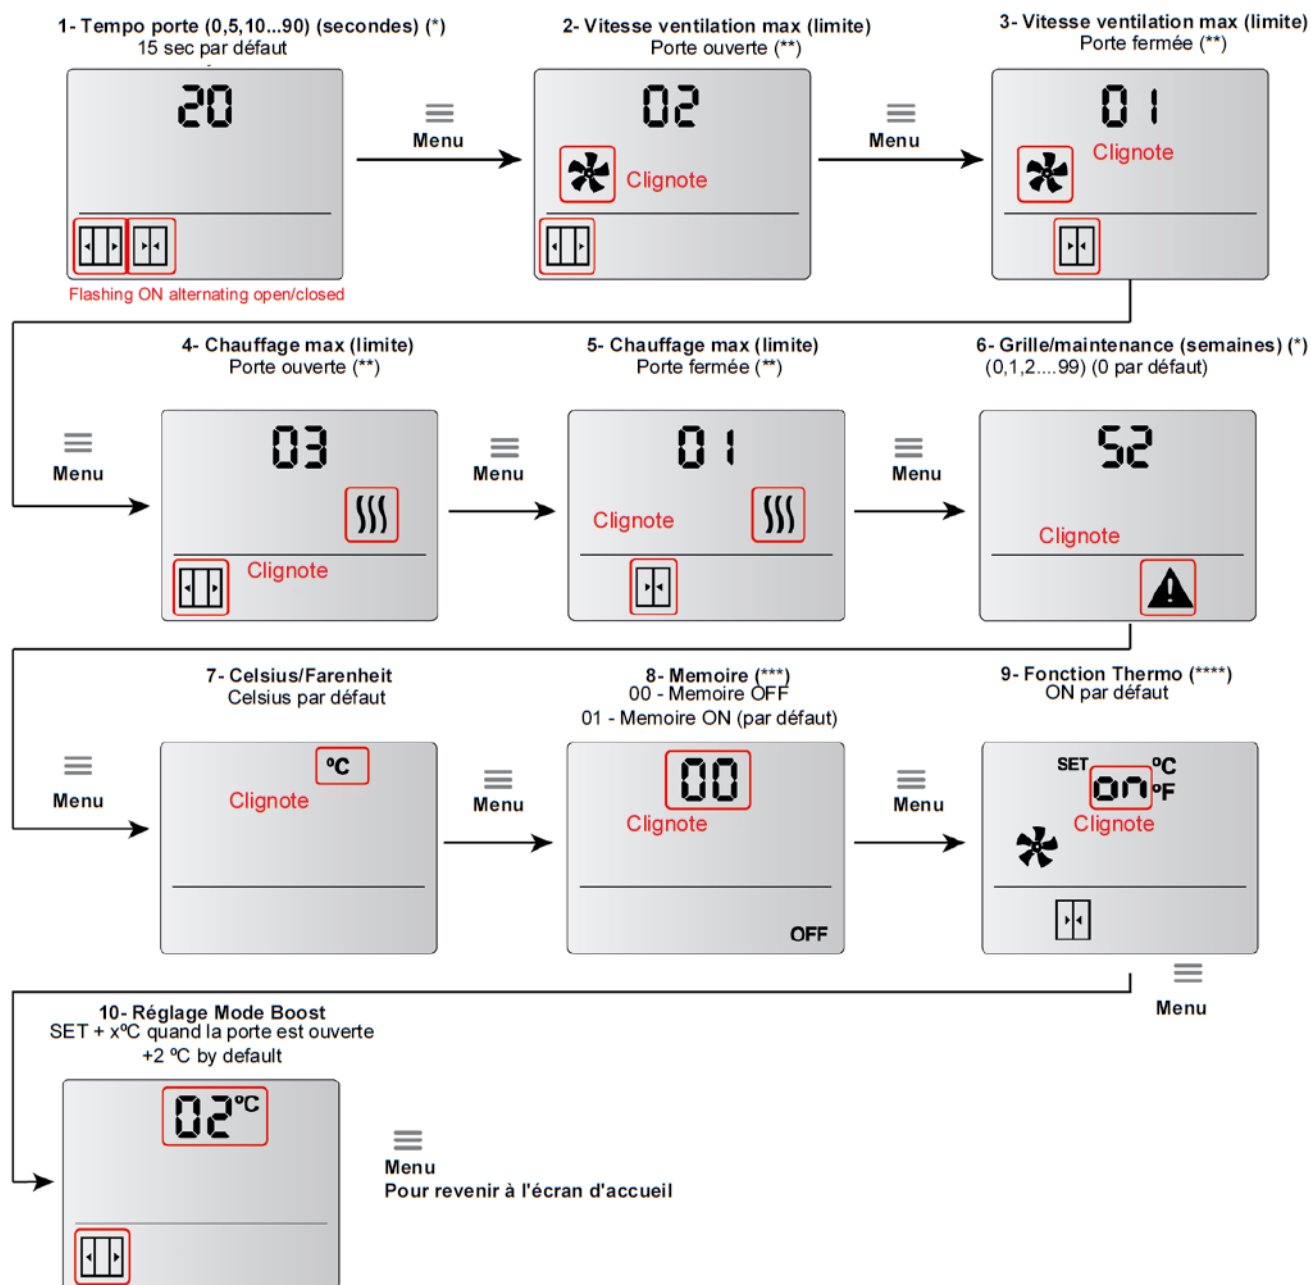 1- Tempo porte (0,5,10...90) (secondes) (*)
15 sec par défaut
20
Flashing ON alternating open/closed
Menu
2- Vitesse ventilation max (limite)
Porte ouverte (**)
02
Clignote
Menu
3- Vitesse ventilation max (limite)
Porte fermée (**)
01
Clignote
Menu
4- Chauffage max (limite)
Porte ouverte (**)
03
Clignote
Menu
5- Chauffage max (limite)
Porte fermée (**)
01
Clignote
Menu
6- Grille/maintenance (semaines) (*)
(0,1,2....99) (0 par défaut)
52
Clignote
Menu
7- Celsius/Farenheit
Celsius par défaut
ºC
Clignote
Menu
8- Memoire (***)
00 - Memoire OFF
01 - Memoire ON (par défaut)
00
Clignote
OFF
Menu
9- Fonction Thermo (****)
ON par défaut
SET on ºC
ºF
Clignote
Menu
10- Réglage Mode Boost
SET + xºC quand la porte est ouverte
+2 ºC by default
02 ºC
Menu
Pour revenir à l'écran d'accueil